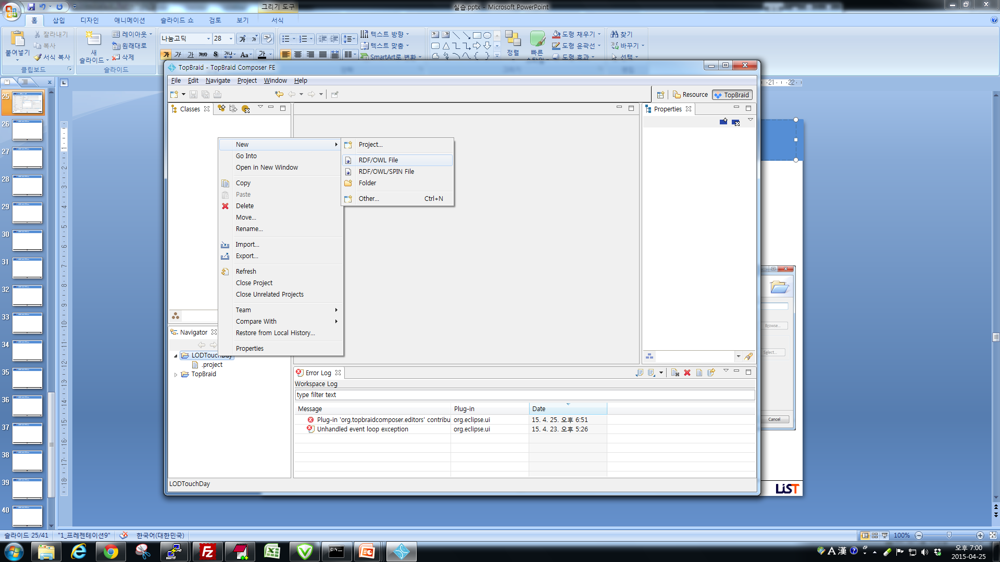 그리기 도구
실습.pptx - Microsoft PowerPoint
홈
삽입
디자인
애니메이션
슬라이드 쇼
검토
보기
서식
붙여넣기
잘라내기
복사
서식 복사
클립보드
새
슬라이드
레이아웃
원래대로
삭제
슬라이드
나눔고딕
28
텍스트 방향
텍스트 맞춤
SmartArt로 변환
정렬
빠른
도형 채우기
도형 윤곽선
도형 효과
찾기
바꾸기
선택
TopBraid - TopBraid Composer FE
File Edit Navigate Project Window Help
Resource
TopBraid
Classes
Properties
New
Go Into
Open in New Window
Copy
Paste
Delete
Move...
Rename...
Import...
Export...
Refresh
Close Project
Close Unrelated Projects
Team
Compare With
Restore from Local History...
Properties
Project...
RDF/OWL File
RDF/OWL/SPIN File
Folder
Other... Ctrl+N
Navigator
LODTouchDay
.project
TopBraid
Error Log
Workspace Log
type filter text
Message Plug-in Date
Plug-in 'org.topbraidcomposer.editors' contribu org.eclipse.ui 15. 4. 25. 오후 6:51
Unhandled event loop exception org.eclipse.ui 15. 4. 23. 오후 5:26
LODTouchDay
Browse...
Select...
Cancel
LiST
25
26
27
28
29
30
31
32
33
34
35
36
37
38
39
40
슬라이드 25/41
"1_프레젠테이션9"
한국어(대한민국)
100%
A 漢
오후 7:00
2015-04-25